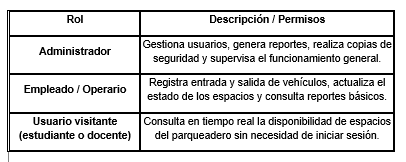 Rol Descripción / Permisos
Administrador Gestiona usuarios, genera reportes, realiza copias de
seguridad y supervisa el funcionamiento general.
Empleado / Operario Registra entrada y salida de vehículos, actualiza el
estado de los espacios y consulta reportes básicos.
Usuario visitante Consulta en tiempo real la disponibilidad de espacios
(estudiante o docente) del parqueadero sin necesidad de iniciar sesión.